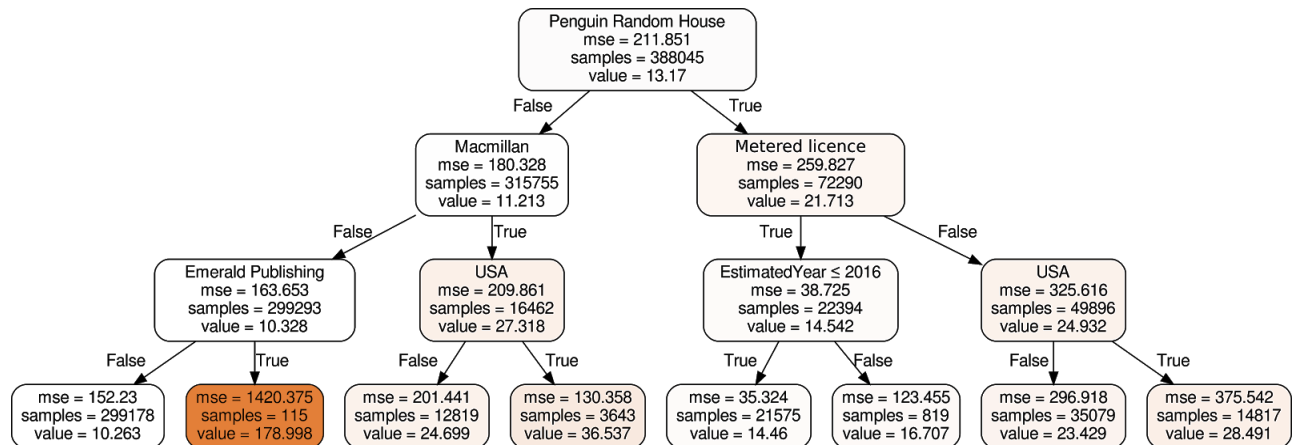 Penguin Random House
mse = 211.851
samples = 388045
value = 13.17
False
True
Macmillan
mse = 180.328
samples = 315755
value = 11.213
Metered licence
mse = 259.827
samples = 72290
value = 21.713
False
True
True
False
Emerald Publishing
mse = 163.653
samples = 299293
value = 10.328
USA
mse = 209.861
samples = 16462
value = 27.318
EstimatedYear ≤ 2016
mse = 38.725
samples = 22394
value = 14.542
USA
mse = 325.616
samples = 49896
value = 24.932
False
True
False
True
True
False
False
True
mse = 152.23
samples = 299178
value = 10.263
mse = 1420.375
samples = 115
value = 178.998
mse = 201.441
samples = 12819
value = 24.699
mse = 130.358
samples = 3643
value = 36.537
mse = 35.324
samples = 21575
value = 14.46
mse = 123.455
samples = 819
value = 16.707
mse = 296.918
samples = 35079
value = 23.429
mse = 375.542
samples = 14817
value = 28.491